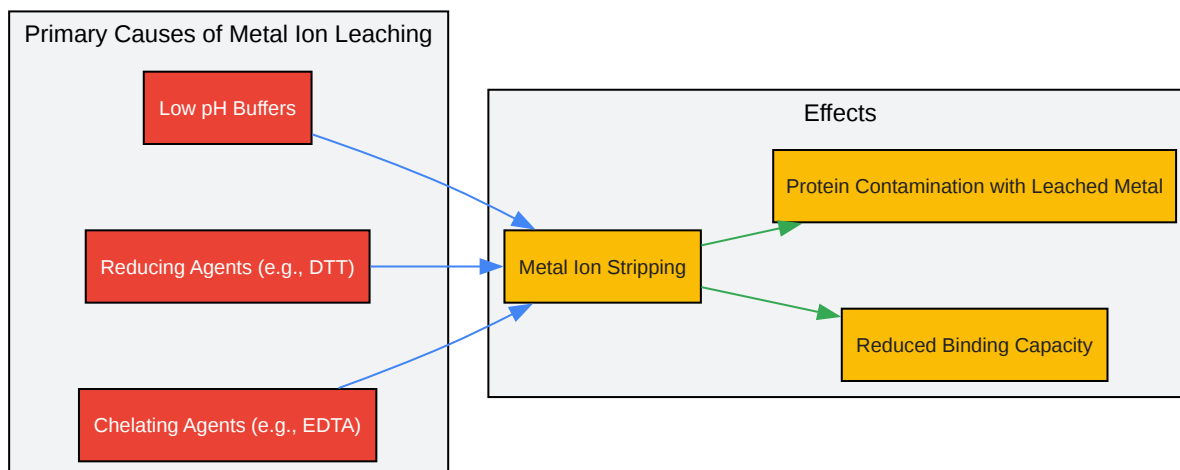 Primary Causes of Metal Ion Leaching
Low pH Buffers
Reducing Agents (e.g., DTT)
Chelating Agents (e.g., EDTA)
Effects
Metal Ion Stripping
Protein Contamination with Leached Metal
Reduced Binding Capacity